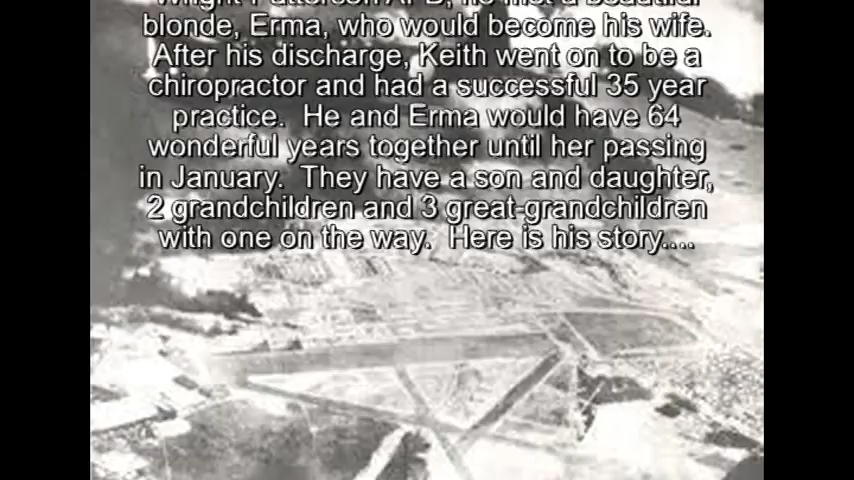 blonde, Erma, who would become his wife.
After his discharge, Keith went on to be a
chiropractor and had a successful 35 year
practice.  He and Erma would have 64
wonderful years together until her passing
in January.  They have a son and daughter,
2 grandchildren and 3 great-grandchildren
with one on the way.  Here is his story....